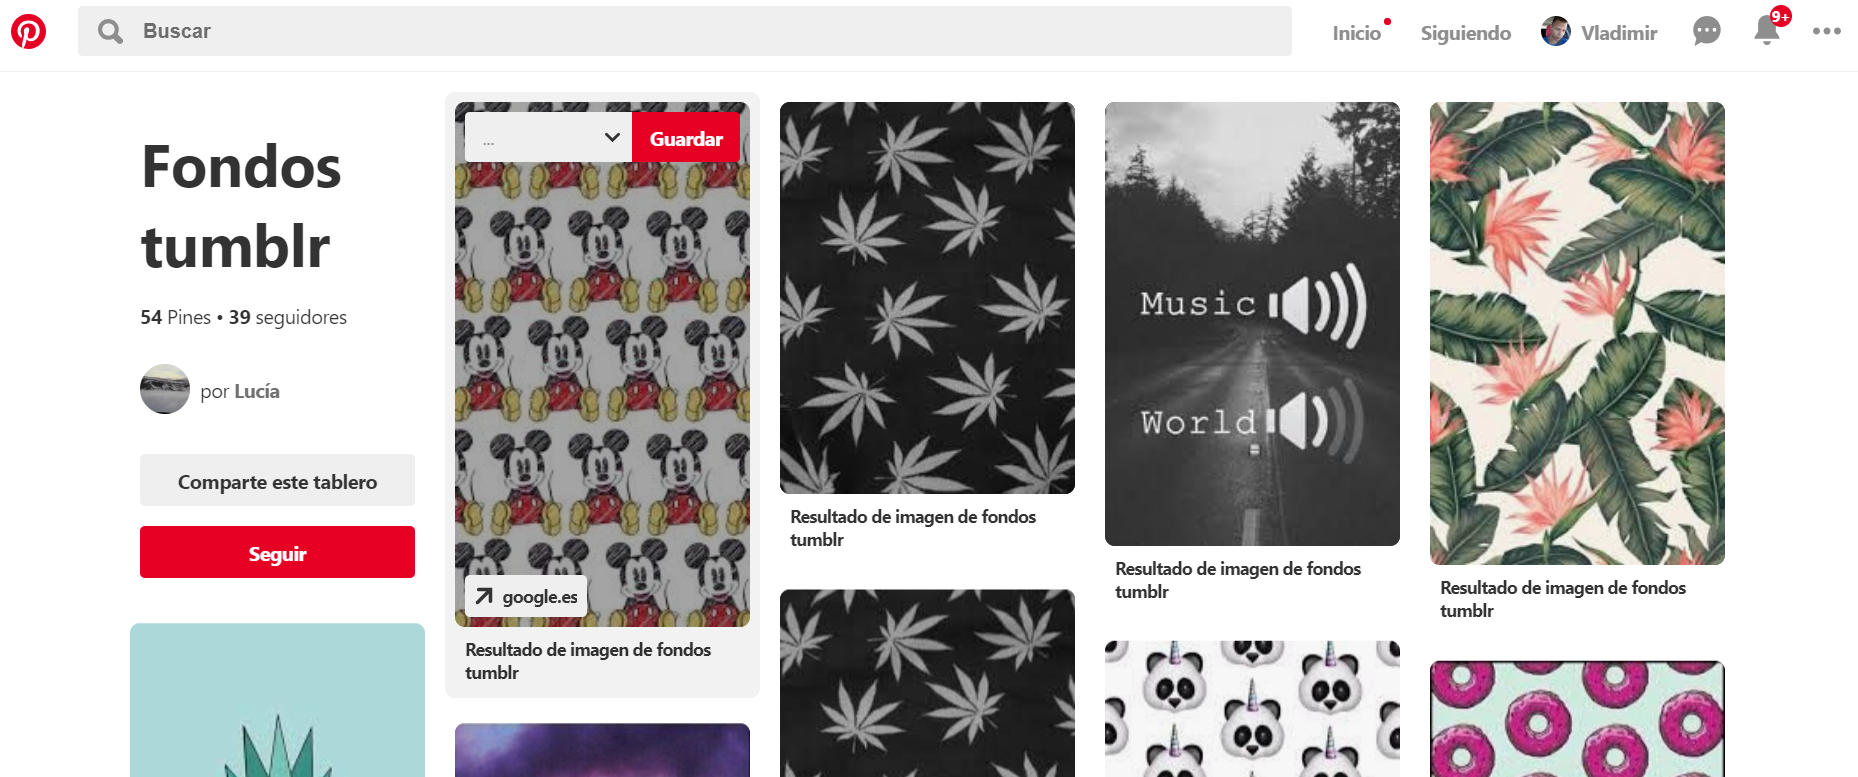 Buscar
Inicio
Siguiendo
Vladimir
9+
Fondos
tumblr
54 Pines • 39 seguidores
por Lucía
Comparte este tablero
Seguir
...
Guardar
google.es
Resultado de imagen de fondos
tumblr
Resultado de imagen de fondos
tumblr
Music
World
Resultado de imagen de fondos
tumblr
Resultado de imagen de fondos
tumblr